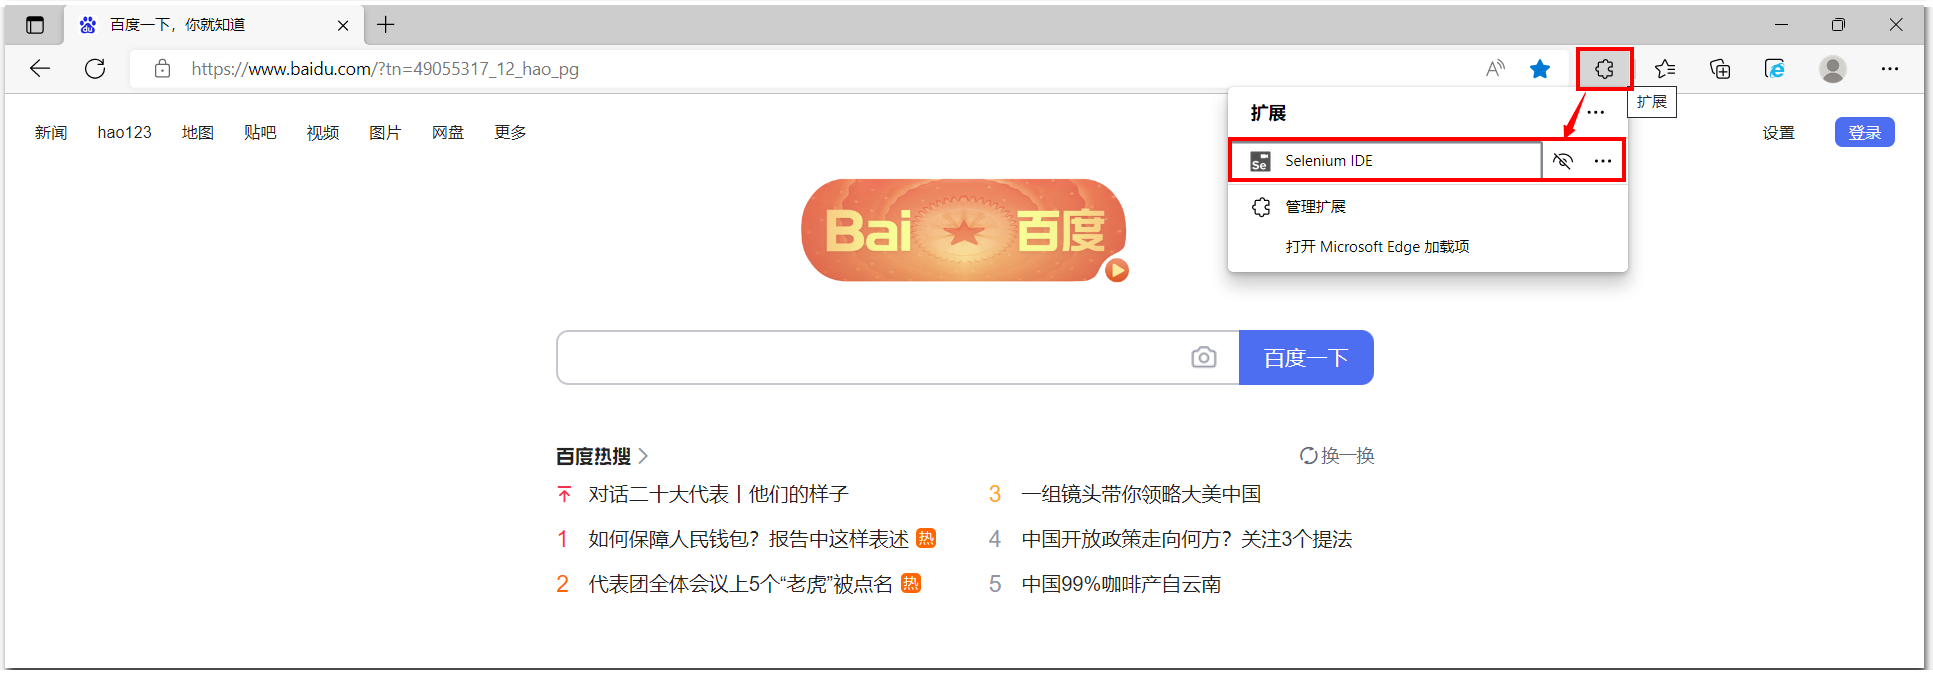 百度一下，你就知道
https://www.baidu.com/?tn=49055317_12_hao_pg
扩展
扩展
新闻 hao123 地图 贴吧 视频 图片 网盘 更多
设置 登录
Se Selenium IDE
管理扩展
打开 Microsoft Edge 加载项
Bai 百度
百度一下
百度热搜
换一换
对话二十大代表丨他们的样子
1 如何保障人民钱包？报告中这样表述 热
2 代表团全体会议上5个“老虎”被点名 热
3 一组镜头带你领略大美中国
4 中国开放政策走向何方？关注3个提法
5 中国99%咖啡产自云南